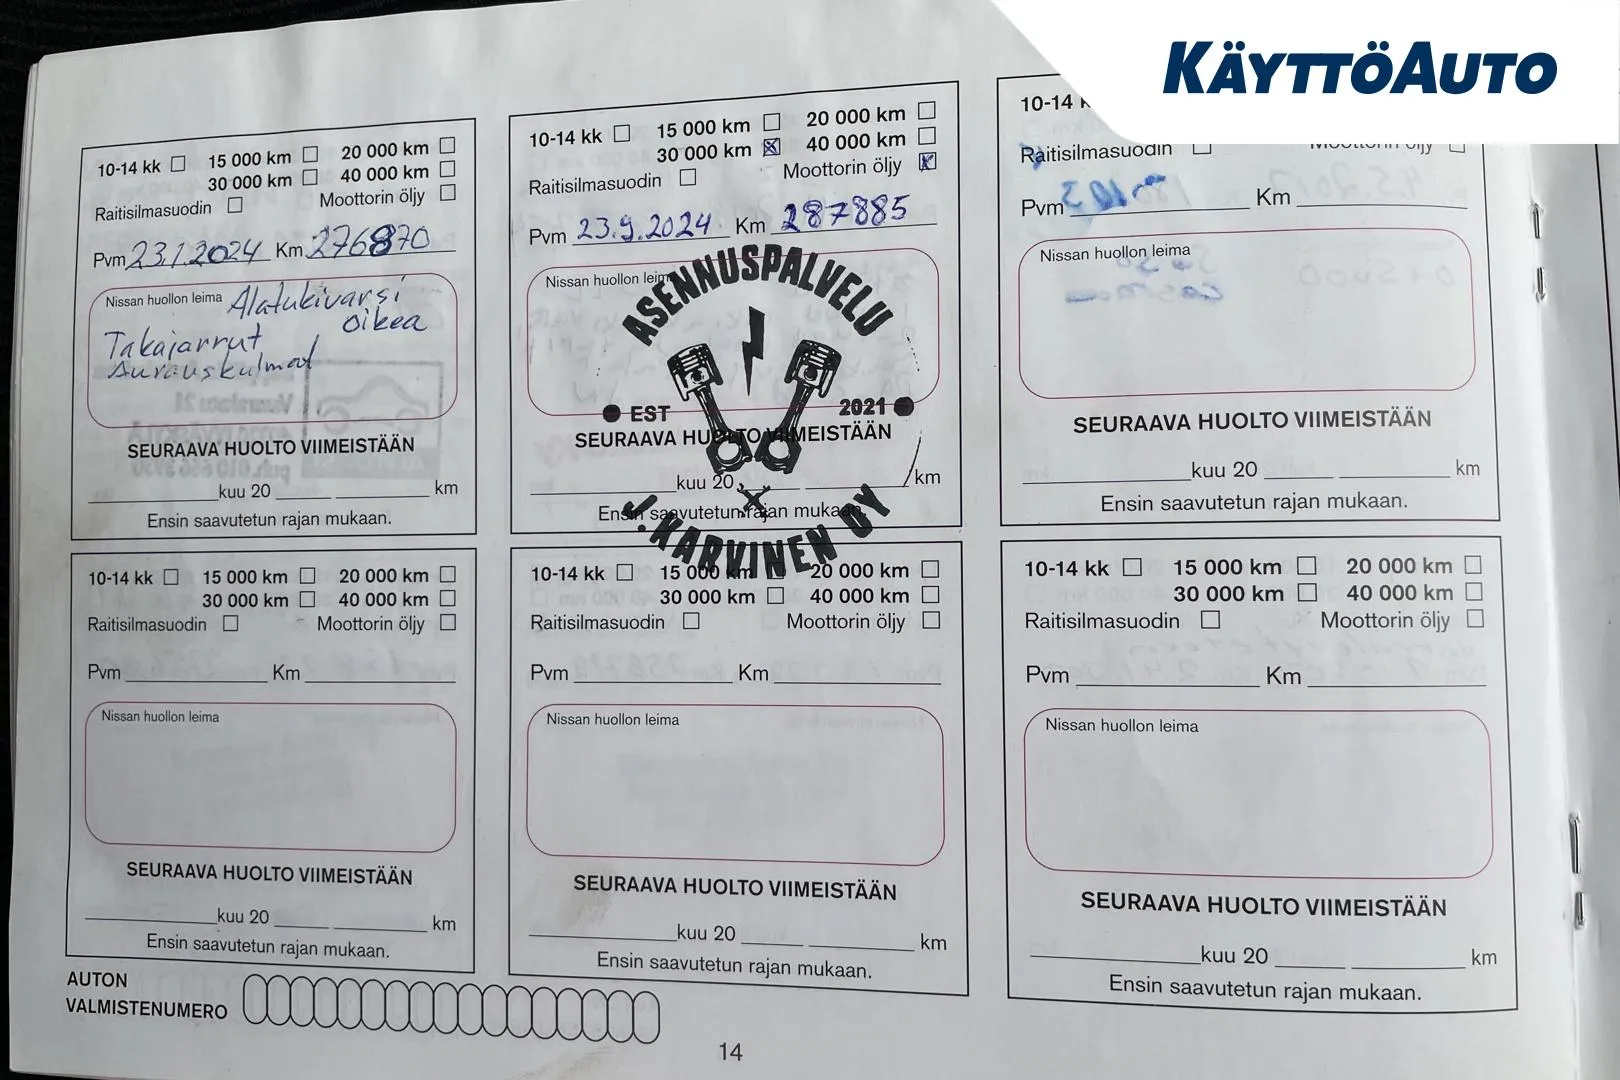 KÄYTTÖAUTO
10-14 kk 15 000 km 20 000 km
30 000 km 40 000 km
Raitisilmasuodin Moottorin öljy
Pvm 23.1.2024 Km 276870
Nissan huollon leima Alatukivarsi
oikea
Takajarrut
Aurauskulmat
SEURAAVA HUOLTO VIIMEISTÄÄN
kuu 20 km
Ensin saavutetun rajan mukaan.
10-14 kk 15 000 km 20 000 km
30 000 km 40 000 km
Raitisilmasuodin Moottorin öljy
Pvm 23.9.2024 Km 287885
Nissan huollon leima
ASENNUSPALVELU
EST 2021
SEURAAVA HUOLTO VIIMEISTÄÄN
kuu 20 km
Ensin saavutetun rajan mukaan.
J. KARVINEN OY
10-14
Raitisilmasuodin Moottorin öljy
Pvm Km
Nissan huollon leima
SEURAAVA HUOLTO VIIMEISTÄÄN
kuu 20 km
Ensin saavutetun rajan mukaan.
10-14 kk 15 000 km 20 000 km
30 000 km 40 000 km
Raitisilmasuodin Moottorin öljy
Pvm Km
Nissan huollon leima
SEURAAVA HUOLTO VIIMEISTÄÄN
kuu 20 km
Ensin saavutetun rajan mukaan.
10-14 kk 15 000 km 20 000 km
30 000 km 40 000 km
Raitisilmasuodin Moottorin öljy
Pvm Km
Nissan huollon leima
SEURAAVA HUOLTO VIIMEISTÄÄN
kuu 20 km
Ensin saavutetun rajan mukaan.
10-14 kk 15 000 km 20 000 km
30 000 km 40 000 km
Raitisilmasuodin Moottorin öljy
Pvm Km
Nissan huollon leima
SEURAAVA HUOLTO VIIMEISTÄÄN
kuu 20 km
Ensin saavutetun rajan mukaan.
AUTON
VALMISTENUMERO
14